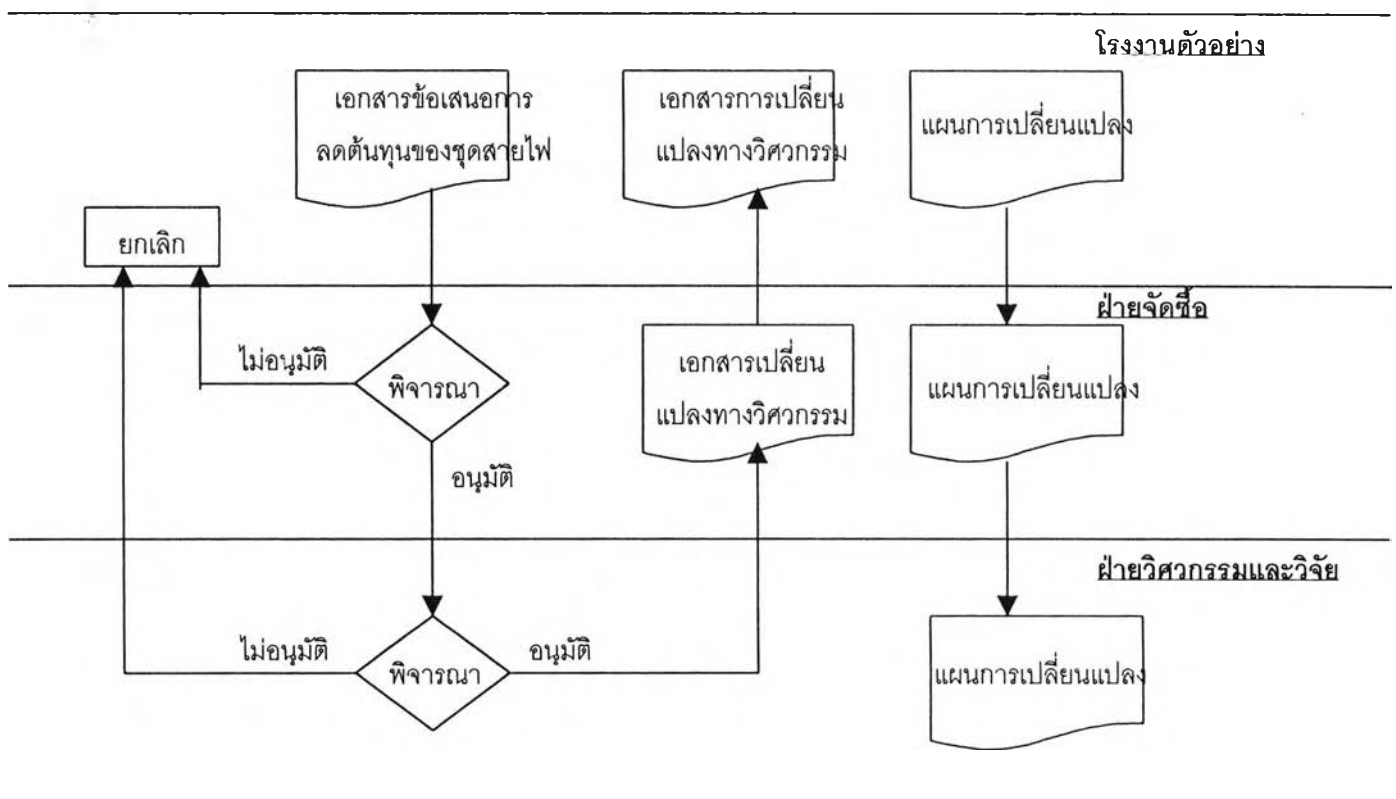 โรงงานตัวอย่าง
เอกสารข้อเสนอการ
ลดต้นทุนของชุดสายไฟ
เอกสารการเปลี่ยน
แปลงทางวิศวกรรม
แผนการเปลี่ยนแปลง
ยกเลิก
ฝ่ายจัดซื้อ
ไม่อนุมัติ
พิจารณา
อนุมัติ
เอกสารเปลี่ยน
แปลงทางวิศวกรรม
แผนการเปลี่ยนแปลง
ฝ่ายวิศวกรรมและวิจัย
ไม่อนุมัติ
พิจารณา
อนุมัติ
แผนการเปลี่ยนแปลง